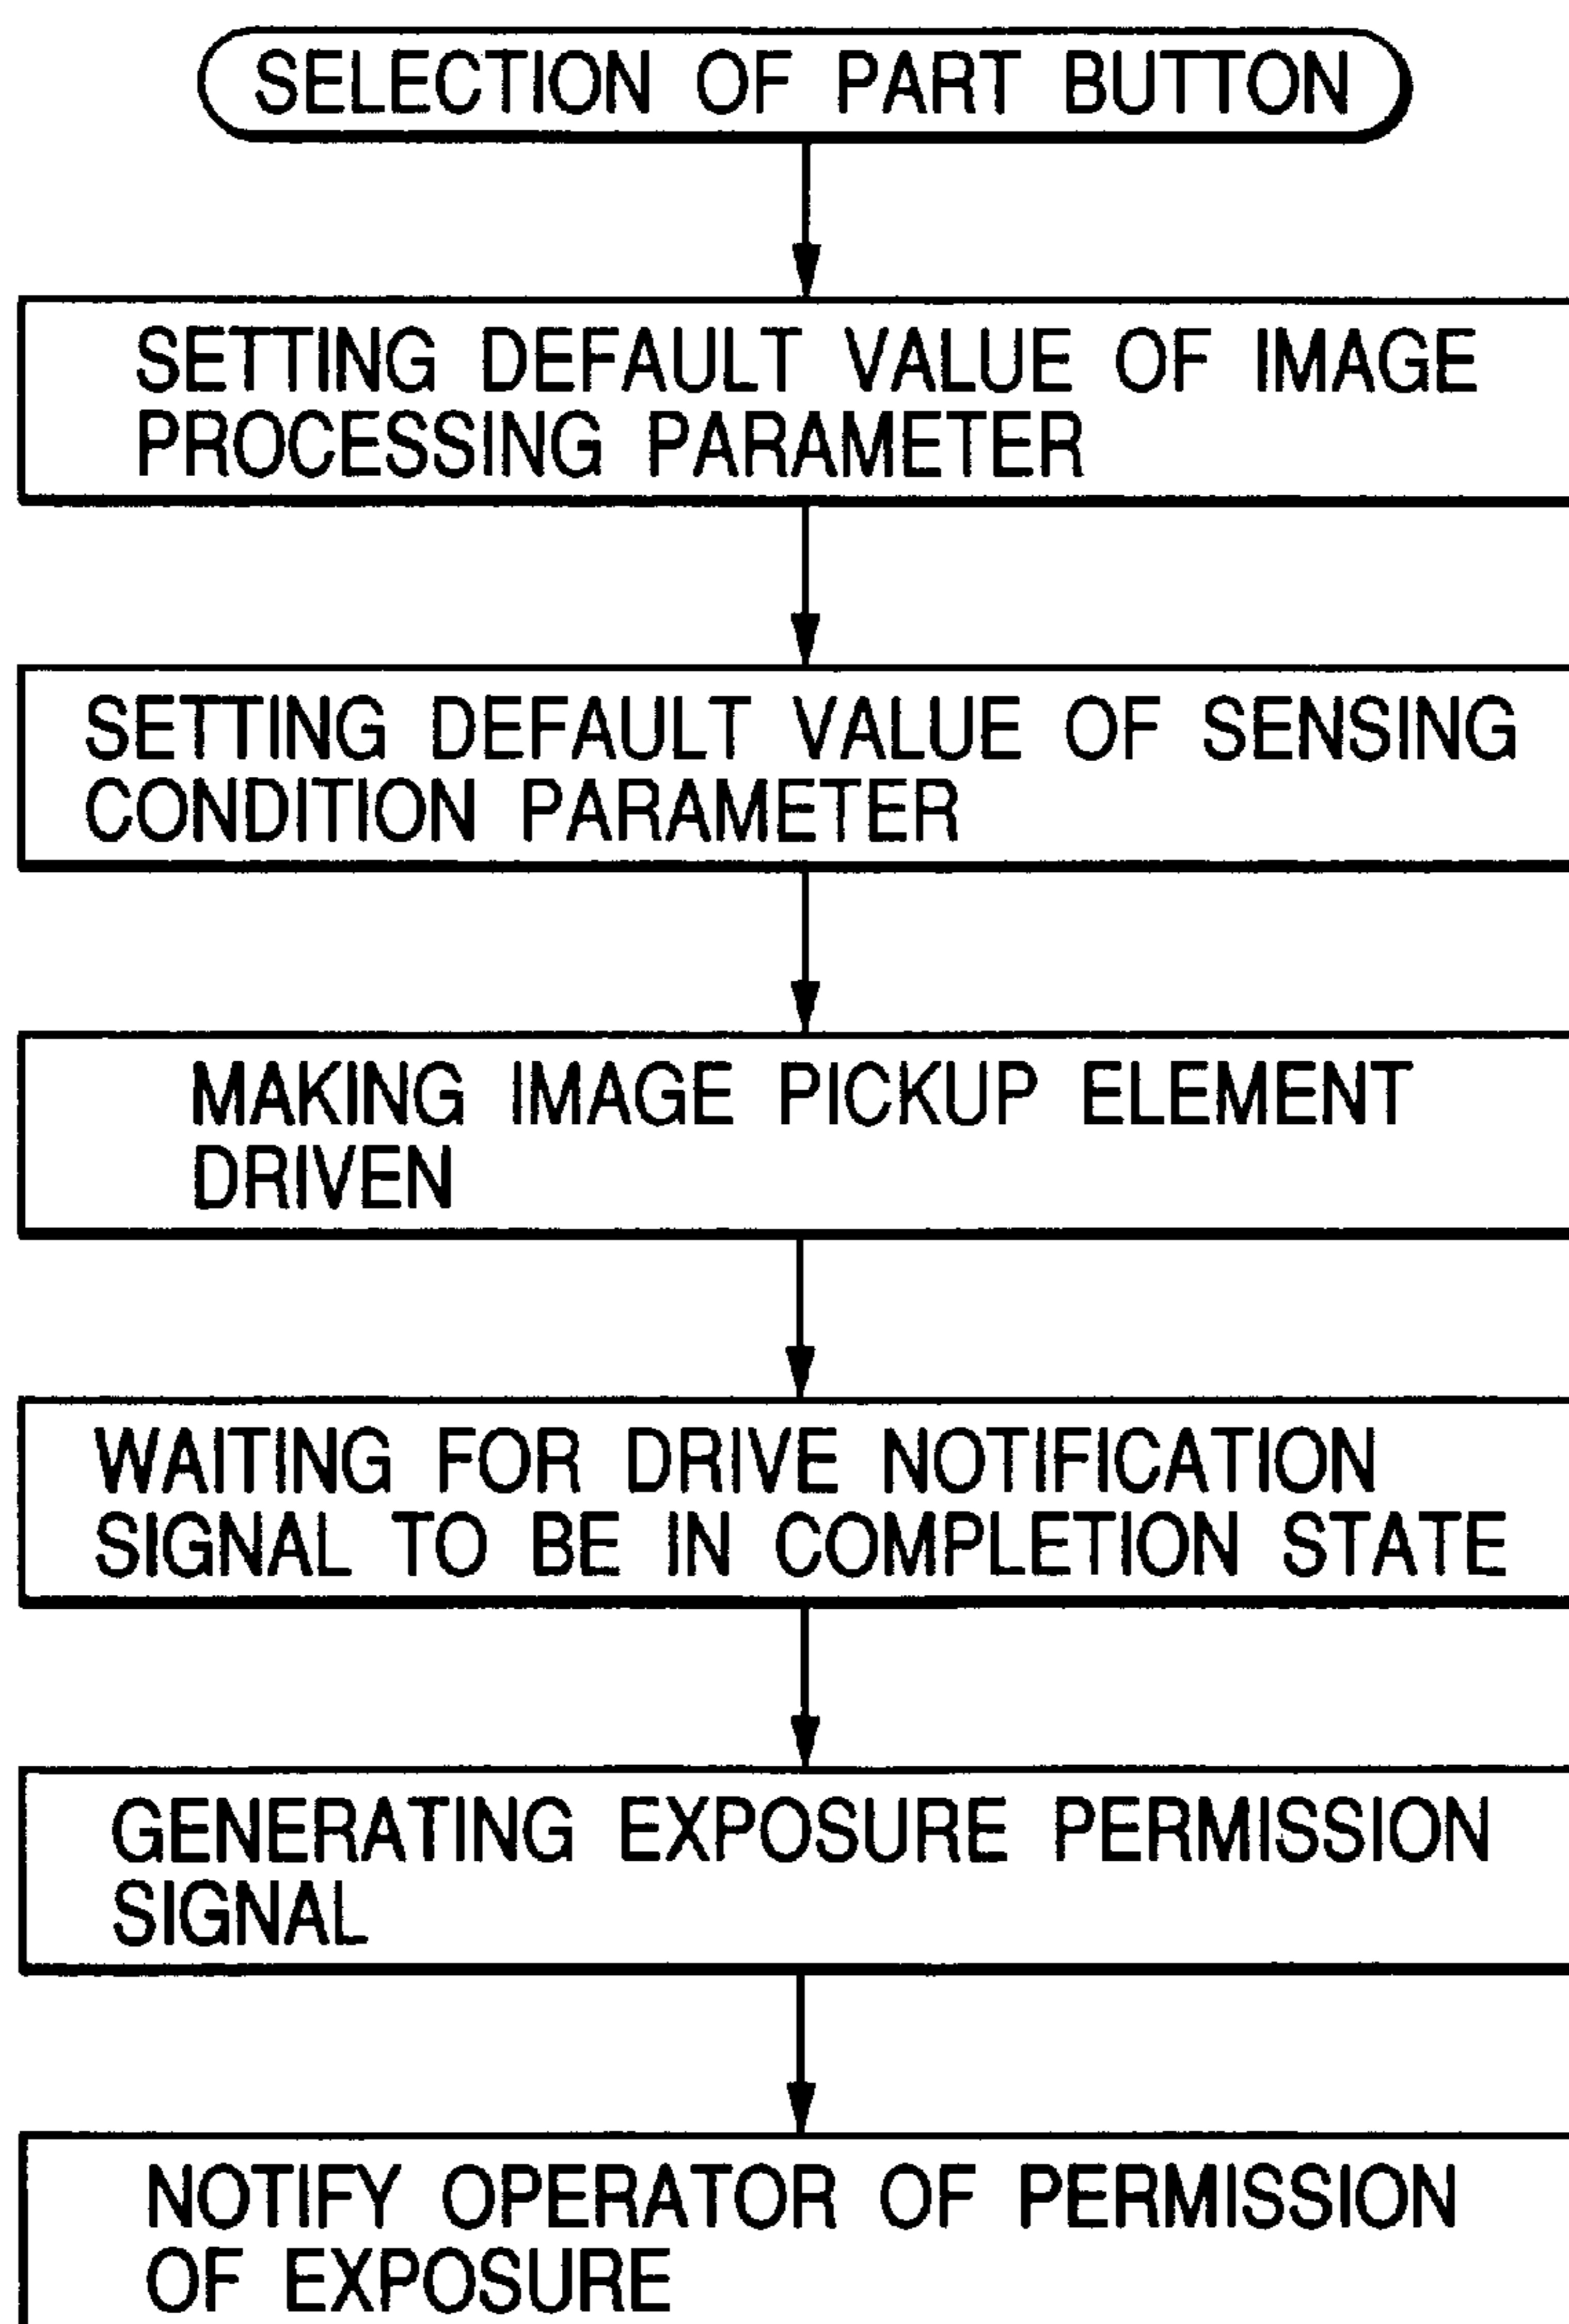 SELECTION OF PART BUTTON
SETTING DEFAULT VALUE OF IMAGE
PROCESSING PARAMETER
SETTING DEFAULT VALUE OF SENSING
CONDITION PARAMETER
MAKING IMAGE PICKUP ELEMENT
DRIVEN
WAITING FOR DRIVE NOTIFICATION
SIGNAL TO BE IN COMPLETION STATE
GENERATING EXPOSURE PERMISSION
SIGNAL
NOTIFY OPERATOR OF PERMISSION
OF EXPOSURE